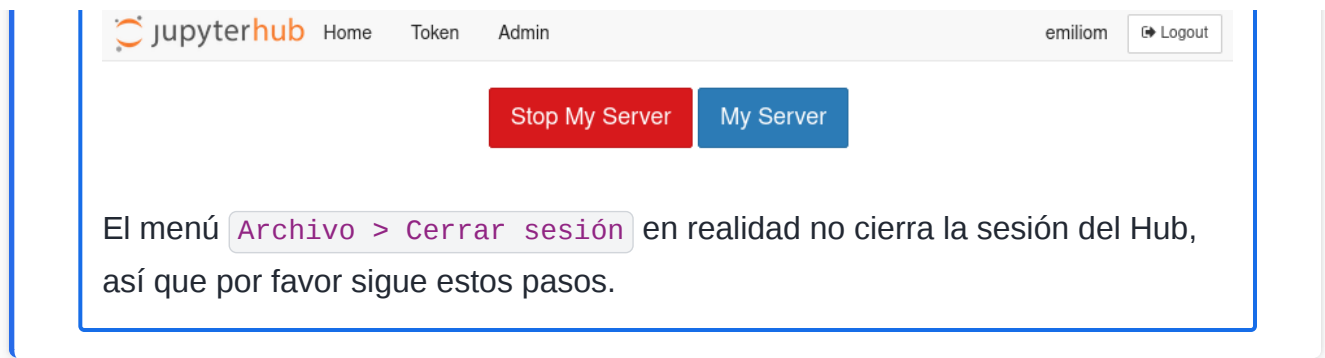 jupyterhub Home Token Admin emiliom Logout
Stop My Server My Server
El menú Archivo > Cerrar sesión en realidad no cierra la sesión del Hub,
así que por favor sigue estos pasos.